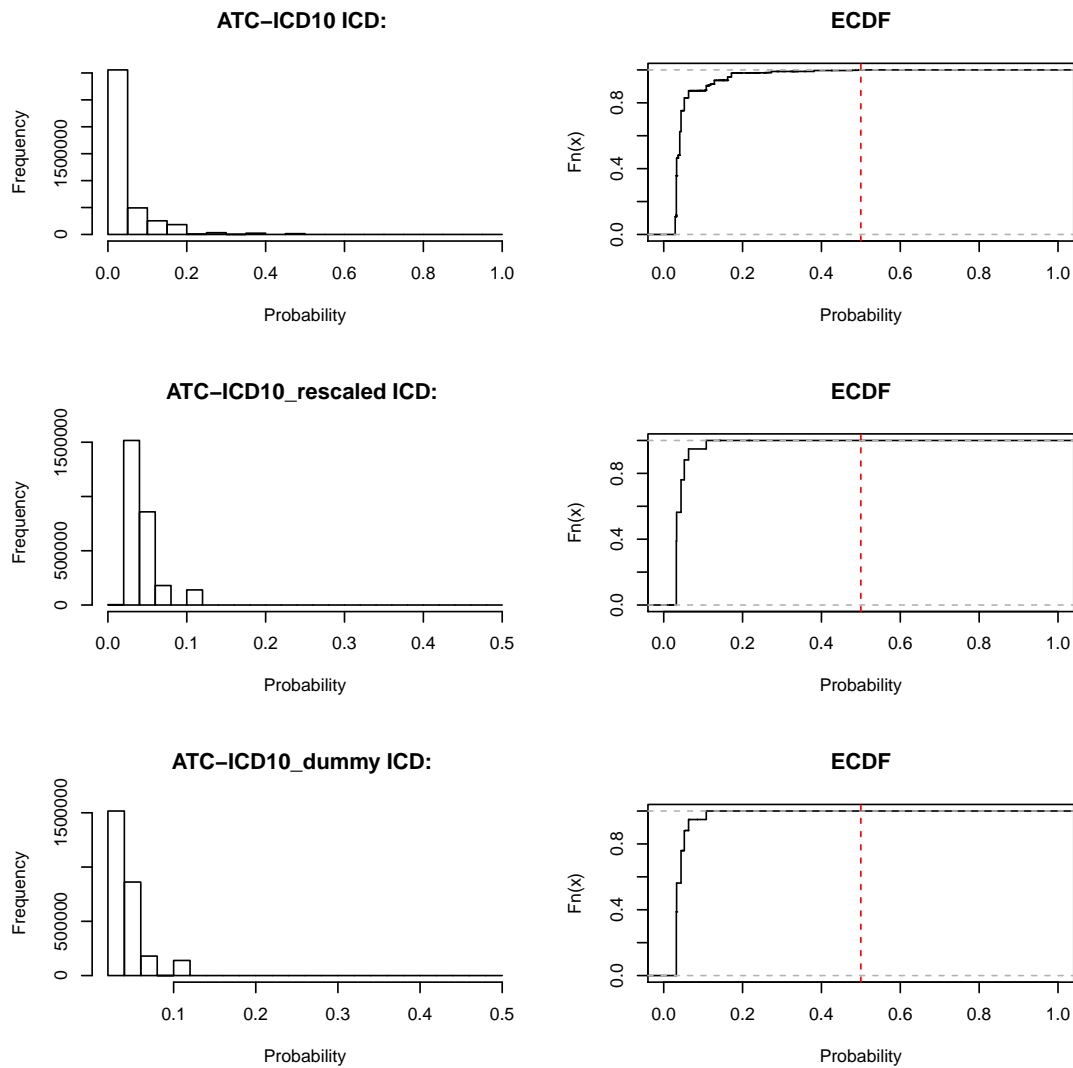 ATC−ICD10 ICD:
Frequency
0
1500000
0.0 0.2 0.4 0.6 0.8 1.0
Probability
ECDF
Fn(x)
0.0
0.4
0.8
0.0 0.2 0.4 0.6 0.8 1.0
Probability
ATC−ICD10_rescaled ICD:
Frequency
0
500000
1500000
0.0 0.1 0.2 0.3 0.4 0.5
Probability
ECDF
Fn(x)
0.0
0.4
0.8
0.0 0.2 0.4 0.6 0.8 1.0
Probability
ATC−ICD10_dummy ICD:
Frequency
0
500000
1500000
0.1 0.2 0.3 0.4 0.5
Probability
ECDF
Fn(x)
0.0
0.4
0.8
0.0 0.2 0.4 0.6 0.8 1.0
Probability